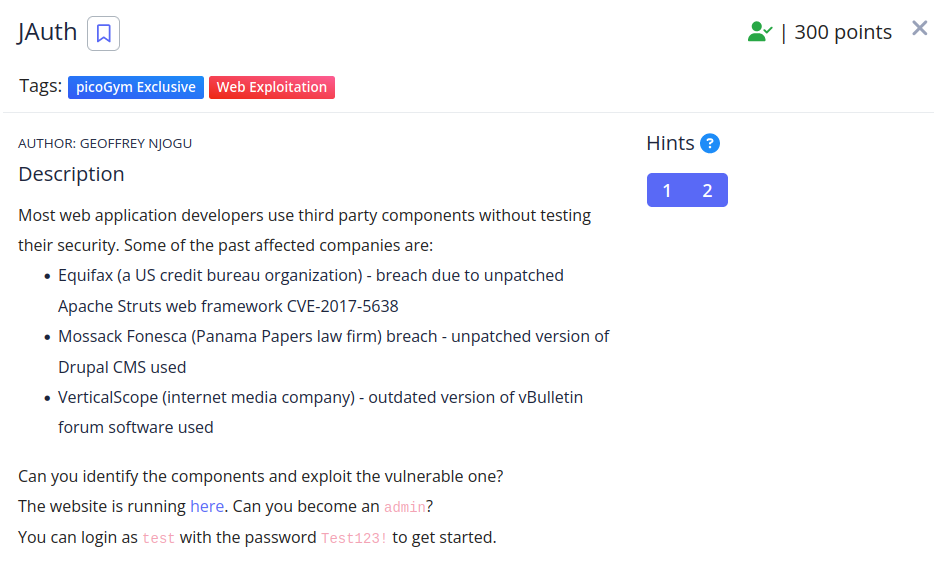 JAuth
| 300 points
Tags: picoGym Exclusive Web Exploitation
AUTHOR: GEOFFREY NJOGU
Hints ?
Description
1 2
Most web application developers use third party components without testing
their security. Some of the past affected companies are:
• Equifax (a US credit bureau organization) - breach due to unpatched
Apache Struts web framework CVE-2017-5638
• Mossack Fonesca (Panama Papers law firm) breach - unpatched version of
Drupal CMS used
• VerticalScope (internet media company) - outdated version of vBulletin
forum software used
Can you identify the components and exploit the vulnerable one?
The website is running here. Can you become an admin?
You can login as test with the password Test123! to get started.